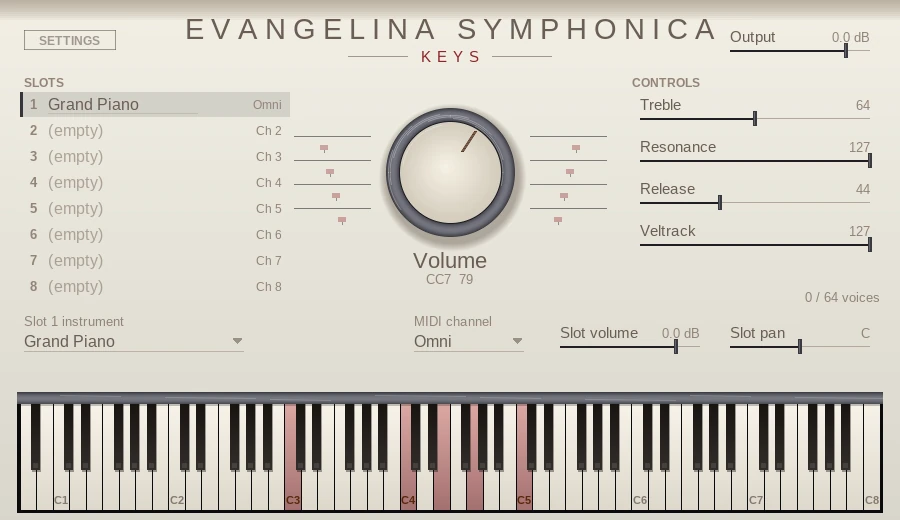 EVANGELINA SYMPHONICA
KEYS
SETTINGS
Output 0.0 dB
SLOTS
1 Grand Piano Omni
2 (empty) Ch 2
3 (empty) Ch 3
4 (empty) Ch 4
5 (empty) Ch 5
6 (empty) Ch 6
7 (empty) Ch 7
8 (empty) Ch 8
Volume
CC7 79
CONTROLS
Treble 64
Resonance 127
Release 44
Veltrack 127
0 / 64 voices
Slot 1 instrument
Grand Piano
MIDI channel
Omni
Slot volume 0.0 dB
Slot pan C
C1 C2 C3 C4 C5 C6 C7 C8